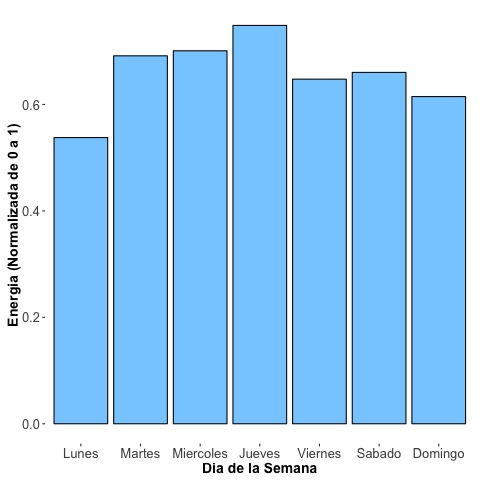 Energia (Normalizada de 0 a 1)
0.6
0.4
0.2
0.0
Lunes Martes Miercoles Jueves Viernes Sabado Domingo
Dia de la Semana